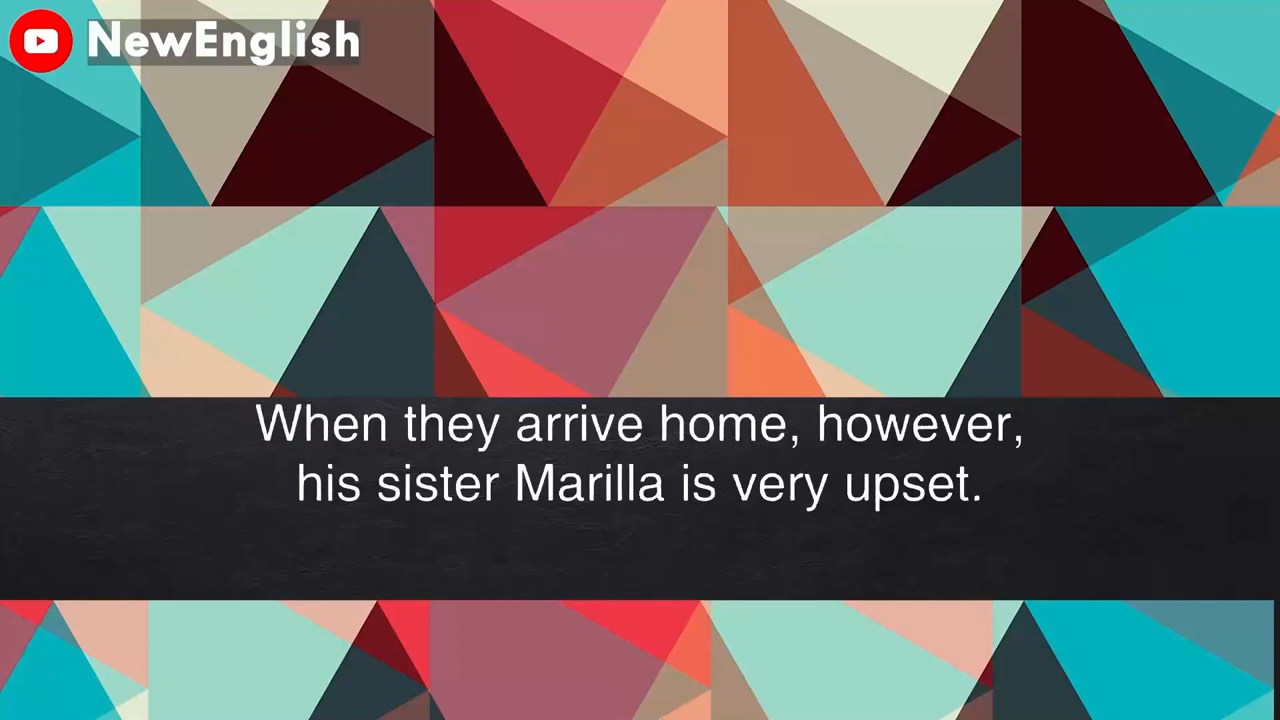 NewEnglish
When they arrive home, however,
his sister Marilla is very upset.